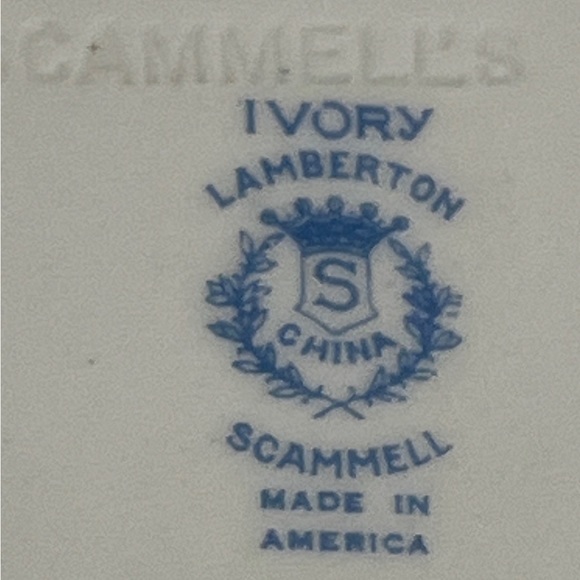 SCAMMELL'S
IVORY
LAMBERTON
S
CHINA
SCAMMELL
MADE IN
AMERICA